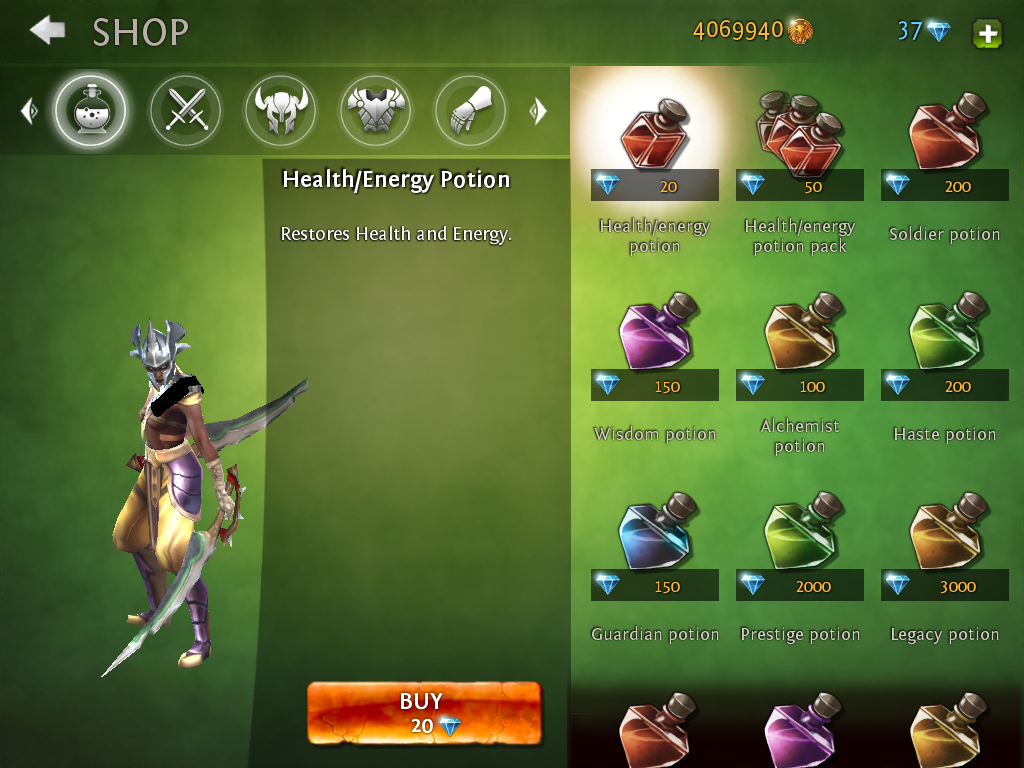 SHOP
4069940
37
Health/Energy Potion
Restores Health and Energy.
BUY
20
20
50
200
Health/energy
potion
Health/energy
potion pack
Soldier potion
150
100
200
Wisdom potion
Alchemist
potion
Haste potion
150
2000
3000
Guardian potion
Prestige potion
Legacy potion